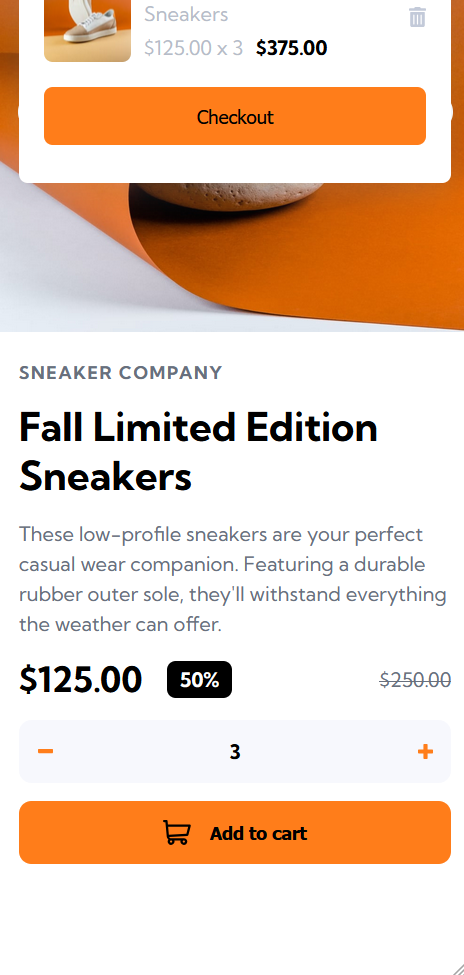 Sneakers
$125.00 x 3 $375.00
Checkout
SNEAKER COMPANY
Fall Limited Edition
Sneakers
These low-profile sneakers are your perfect
casual wear companion. Featuring a durable
rubber outer sole, they'll withstand everything
the weather can offer.
$125.00 50% $250.00
3
Add to cart